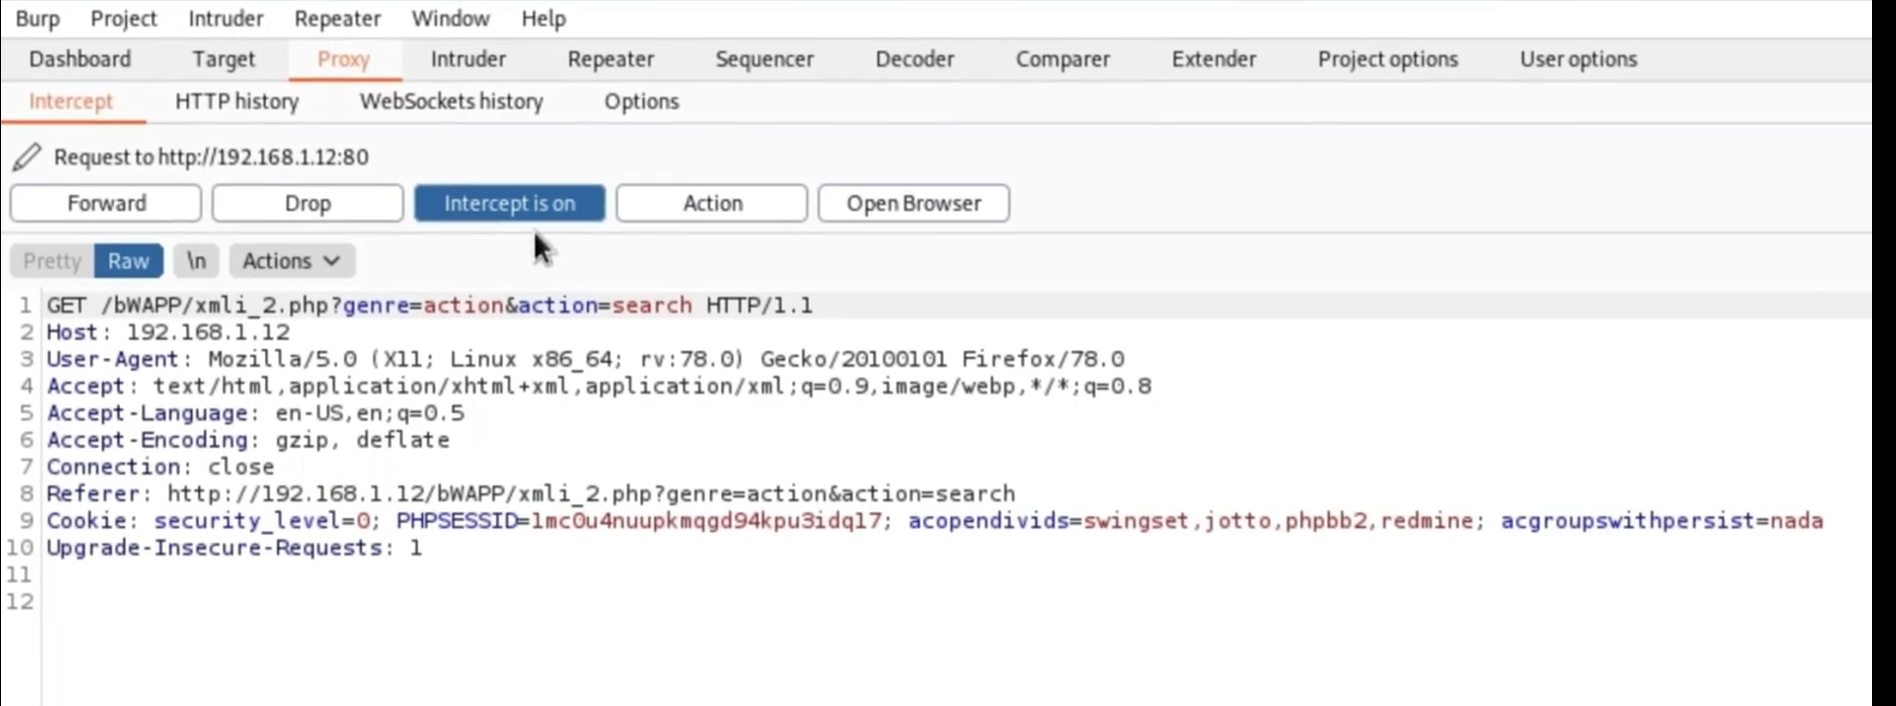 Burp Project Intruder Repeater Window Help
Dashboard Target Proxy Intruder Repeater Sequencer Decoder Comparer Extender Project options User options
Intercept HTTP history WebSockets history Options
Request to http://192.168.1.12:80
Forward Drop Intercept is on Action Open Browser
Pretty Raw \n Actions
1 GET /bWAPP/xmli_2.php?genre=action&action=search HTTP/1.1
2 Host: 192.168.1.12
3 User-Agent: Mozilla/5.0 (X11; Linux x86_64; rv:78.0) Gecko/20100101 Firefox/78.0
4 Accept: text/html,application/xhtml+xml,application/xml;q=0.9,image/webp,*/*;q=0.8
5 Accept-Language: en-US,en;q=0.5
6 Accept-Encoding: gzip, deflate
7 Connection: close
8 Referer: http://192.168.1.12/bWAPP/xmli_2.php?genre=action&action=search
9 Cookie: security_level=0; PHPSESSID=1mc0u4nuupkmqgd94kpu3idql7; acopendivids=swingset,jotto,phpbb2,redmine; acgroupswithpersist=nada
10 Upgrade-Insecure-Requests: 1
11
12